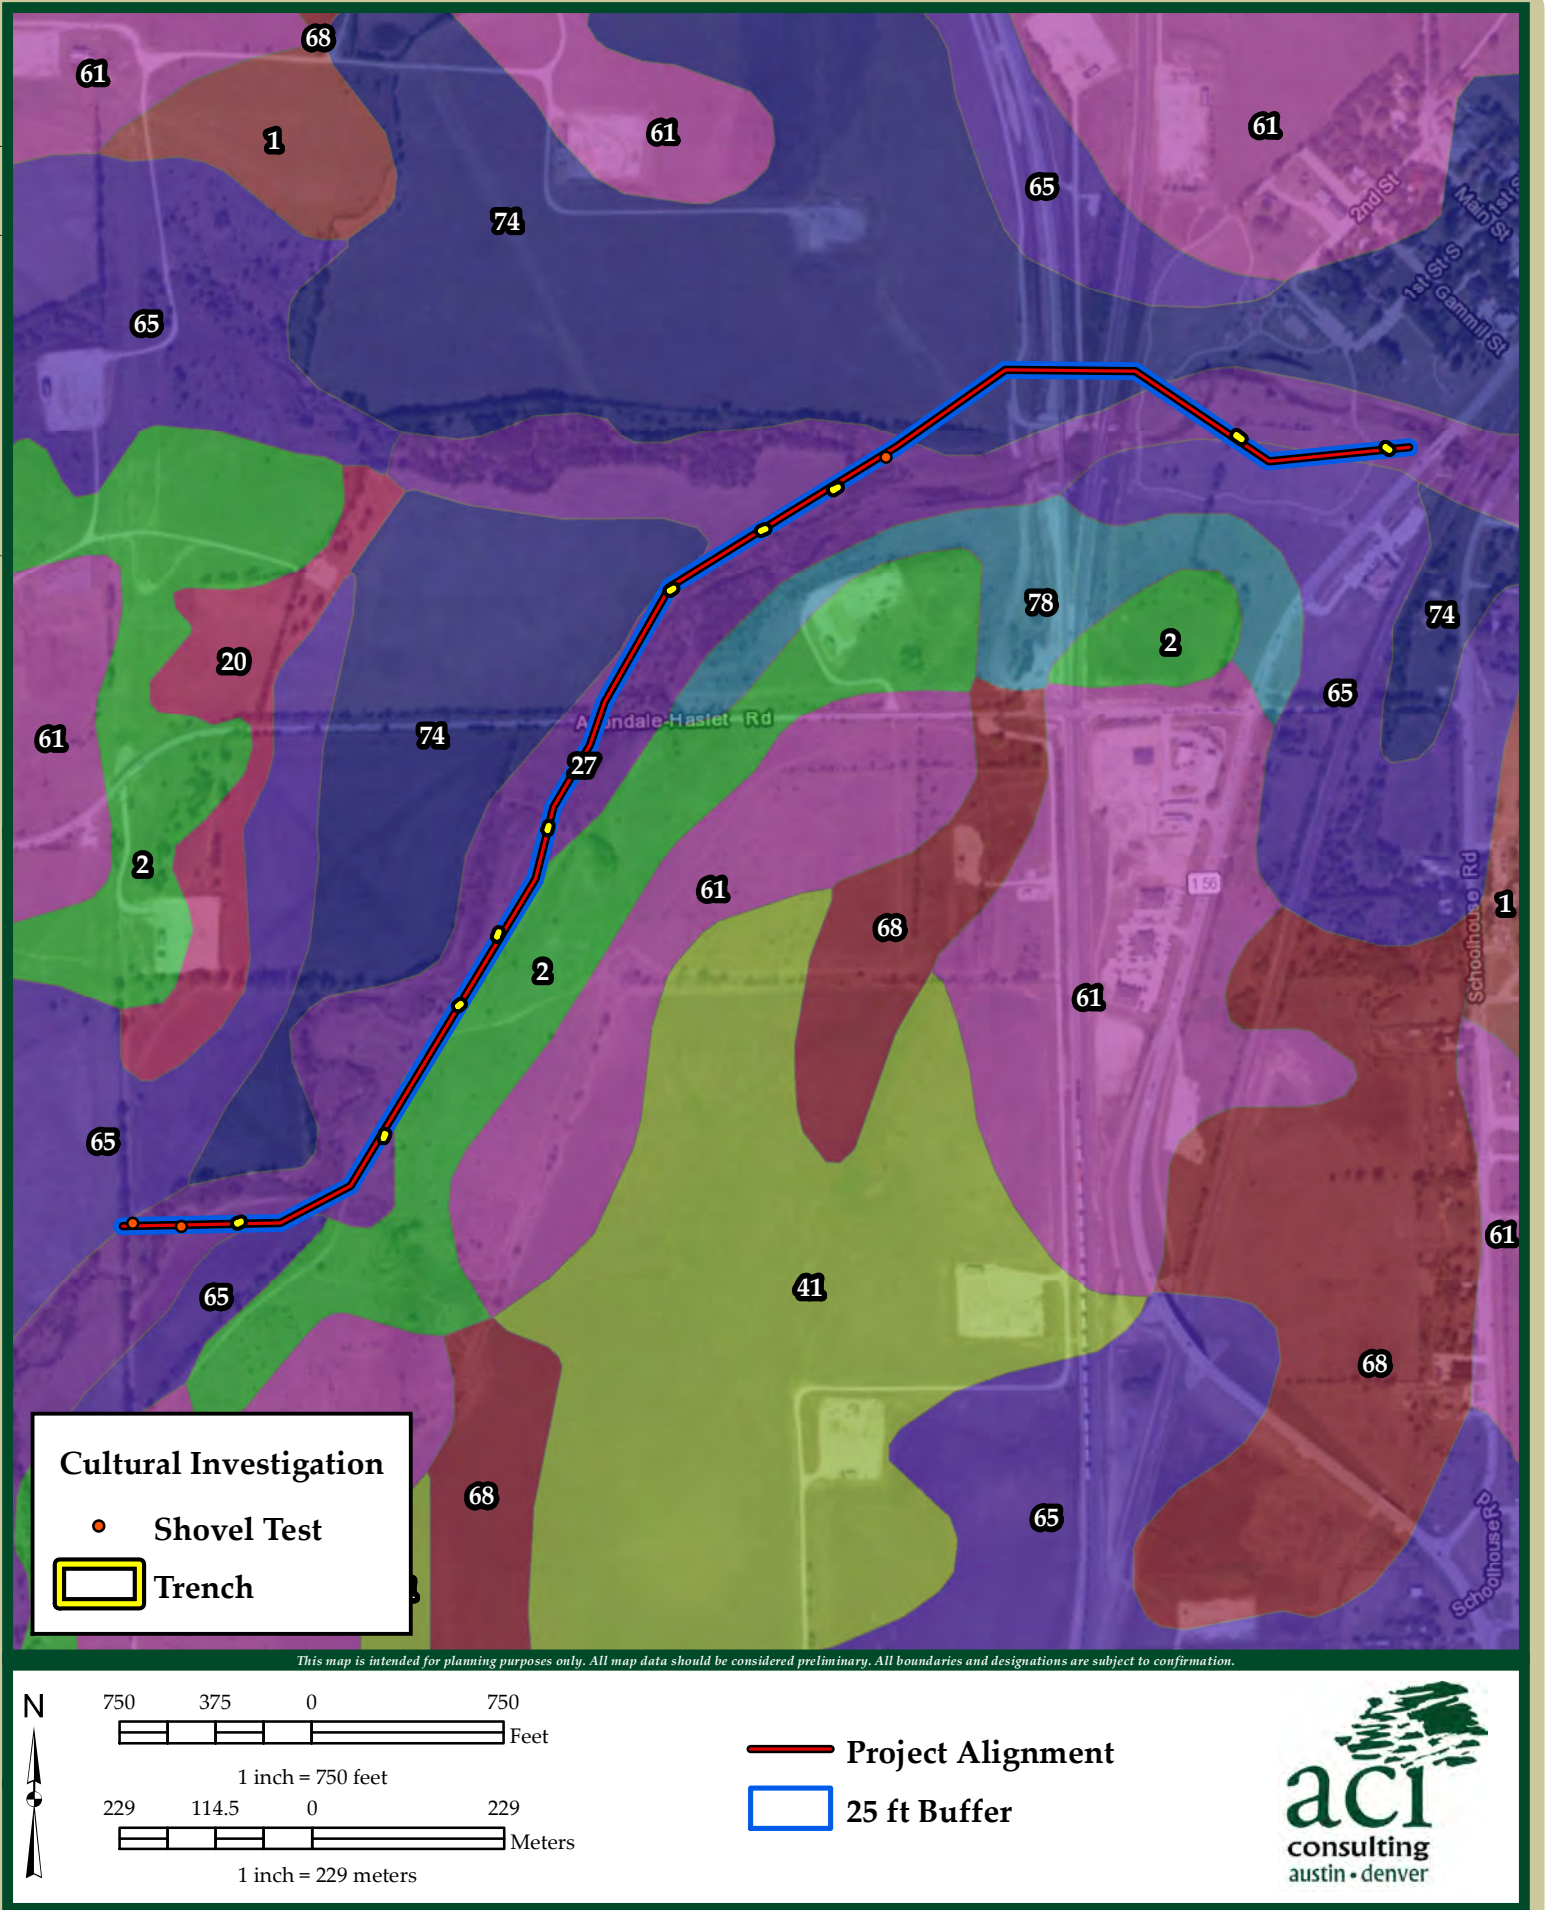 68
61
1
61
61
65
74
2nd St
Main St
1st St S
Gammill St
65
78
74
2
20
65
61
74
Avondale-Haslet Rd
27
2
61
156
68
1
2
61
Schoolhouse Rd
65
61
41
65
68
68
65
Schoolhouse Rd
Cultural Investigation
Shovel Test
Trench
This map is intended for planning purposes only. All map data should be considered preliminary. All boundaries and designations are subject to confirmation.
N
750 375 0 750
Feet
1 inch = 750 feet
229 114.5 0 229
Meters
1 inch = 229 meters
Project Alignment
25 ft Buffer
aci
consulting
austin • denver